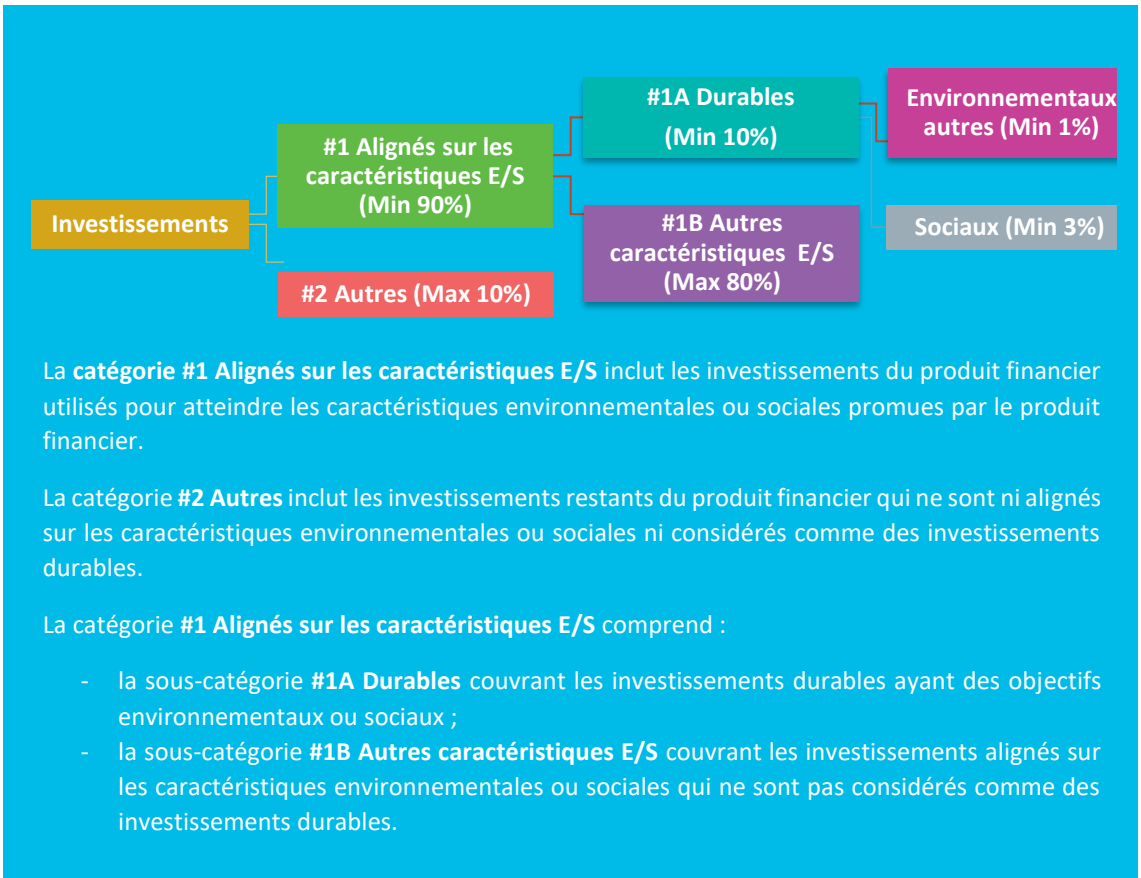 Investissements
#1 Alignés sur les
caractéristiques E/S
(Min 90%)
#2 Autres (Max 10%)
#1A Durables
(Min 10%)
#1B Autres
caractéristiques E/S
(Max 80%)
Environnementaux
autres (Min 1%)
Sociaux (Min 3%)
La catégorie #1 Alignés sur les caractéristiques E/S inclut les investissements du produit financier
utilisés pour atteindre les caractéristiques environnementales ou sociales promues par le produit
financier.
La catégorie #2 Autres inclut les investissements restants du produit financier qui ne sont ni alignés
sur les caractéristiques environnementales ou sociales ni considérés comme des investissements
durables.
La catégorie #1 Alignés sur les caractéristiques E/S comprend :
- la sous-catégorie #1A Durables couvrant les investissements durables ayant des objectifs
environnementaux ou sociaux ;
- la sous-catégorie #1B Autres caractéristiques E/S couvrant les investissements alignés sur
les caractéristiques environnementales ou sociales qui ne sont pas considérés comme des
investissements durables.